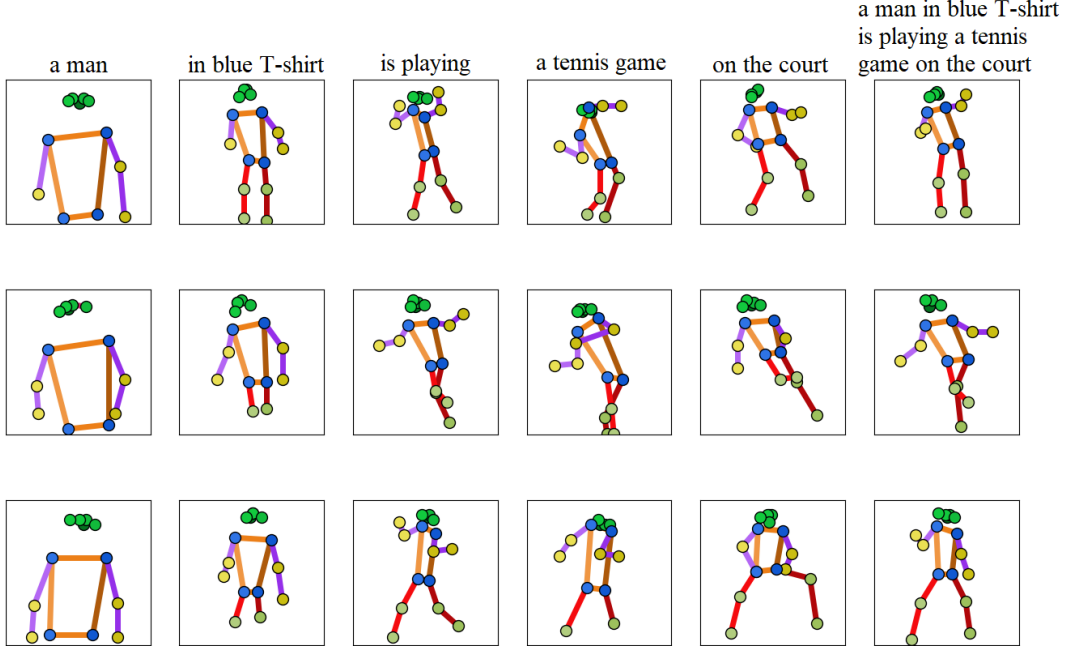 a man
in blue T-shirt
is playing
a tennis game
on the court
a man in blue T-shirt
is playing a tennis
game on the court